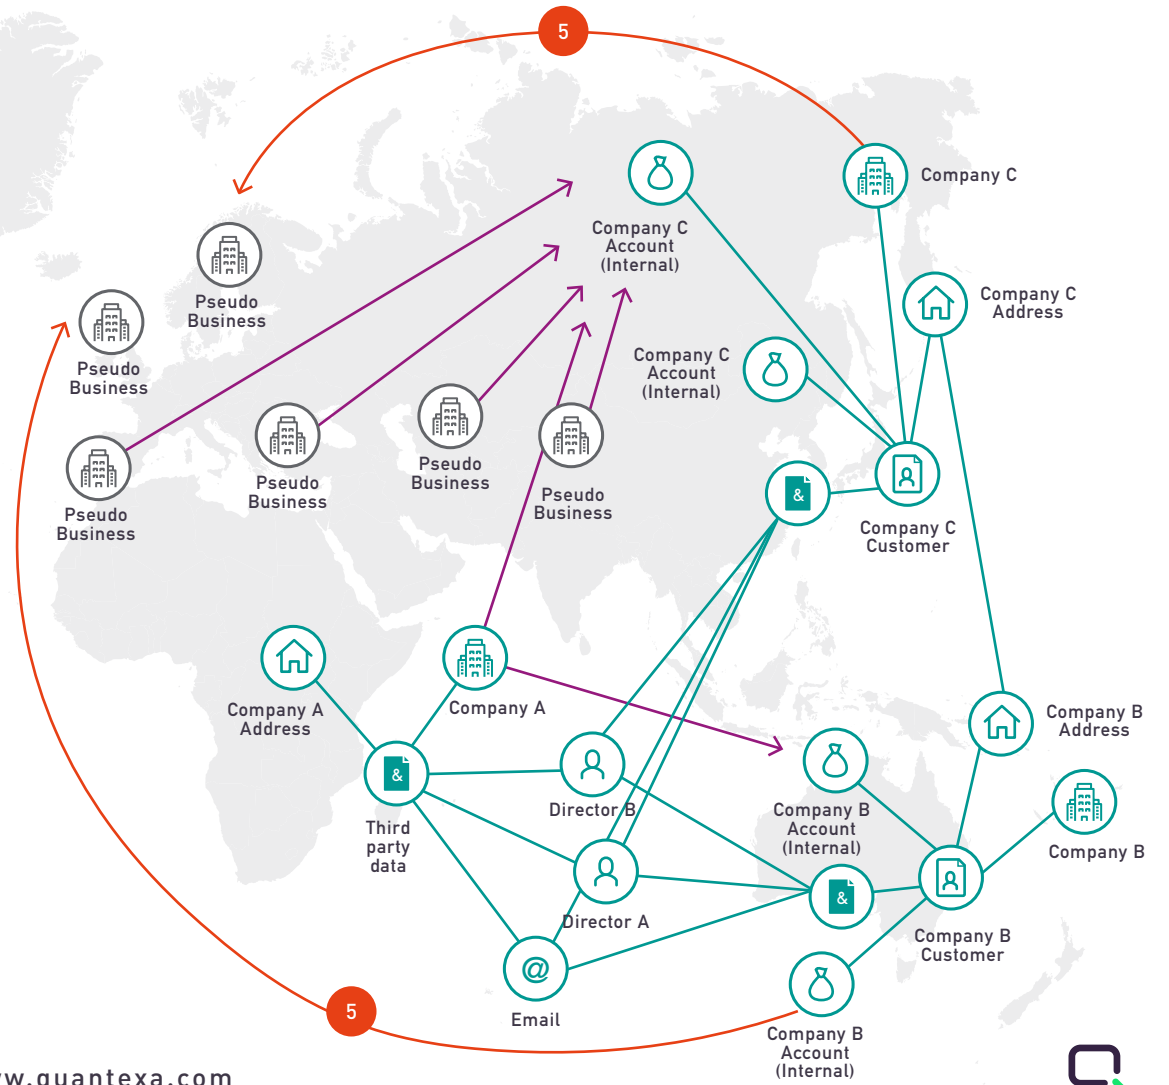 5
Company C
Company C
Account
(Internal)
Pseudo
Business
Company C
Address
Pseudo
Business
Company C
Account
(Internal)
Pseudo
Business
Pseudo
Business
Pseudo
Business
Pseudo
Business
&
Company C
Customer
Company A
Address
Company A
Company B
Address
&
Third
party
data
Director B
Company B
Account
(Internal)
Company B
Director A
&
Company B
Customer
@
Email
5
Company B
Account
(Internal)
www.quantexa.com